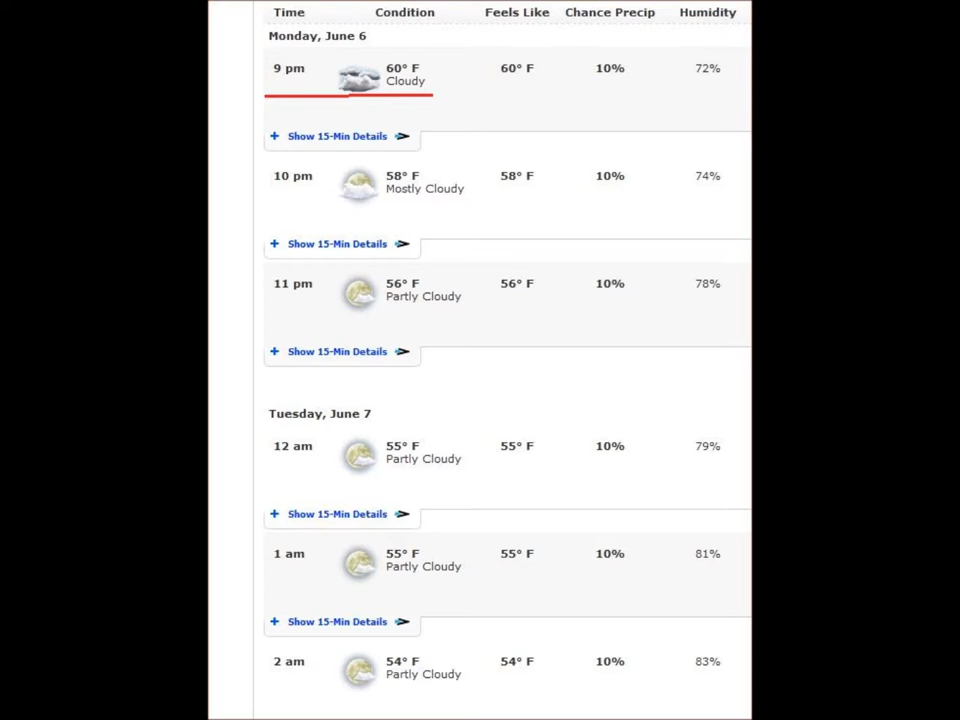 Time Condition Feels Like Chance Precip Humidity
Monday, June 6
9 pm 60° F 60° F 10% 72%
Cloudy
+ Show 15-Min Details
10 pm 58° F 58° F 10% 74%
Mostly Cloudy
+ Show 15-Min Details
11 pm 56° F 56° F 10% 78%
Partly Cloudy
+ Show 15-Min Details
Tuesday, June 7
12 am 55° F 55° F 10% 79%
Partly Cloudy
+ Show 15-Min Details
1 am 55° F 55° F 10% 81%
Partly Cloudy
+ Show 15-Min Details
2 am 54° F 54° F 10% 83%
Partly Cloudy